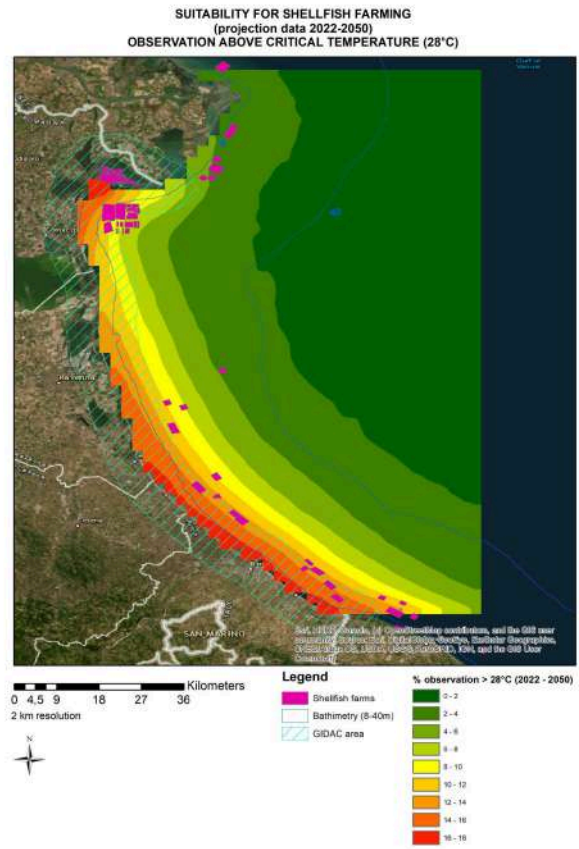 SUITABILITY FOR SHELLFISH FARMING
(projection data 2022-2050)
OBSERVATION ABOVE CRITICAL TEMPERATURE (28°C)
SAN MARINO
Kilometers
0 4,5 9 18 27 36
2 km resolution
N
Legend
Shellfish farms
Bathimetry (8-40m)
GIDAC area
% observation > 28°C (2022 - 2050)
0 - 2
2 - 4
4 - 6
6 - 8
8 - 10
10 - 12
12 - 14
14 - 16
16 - 18